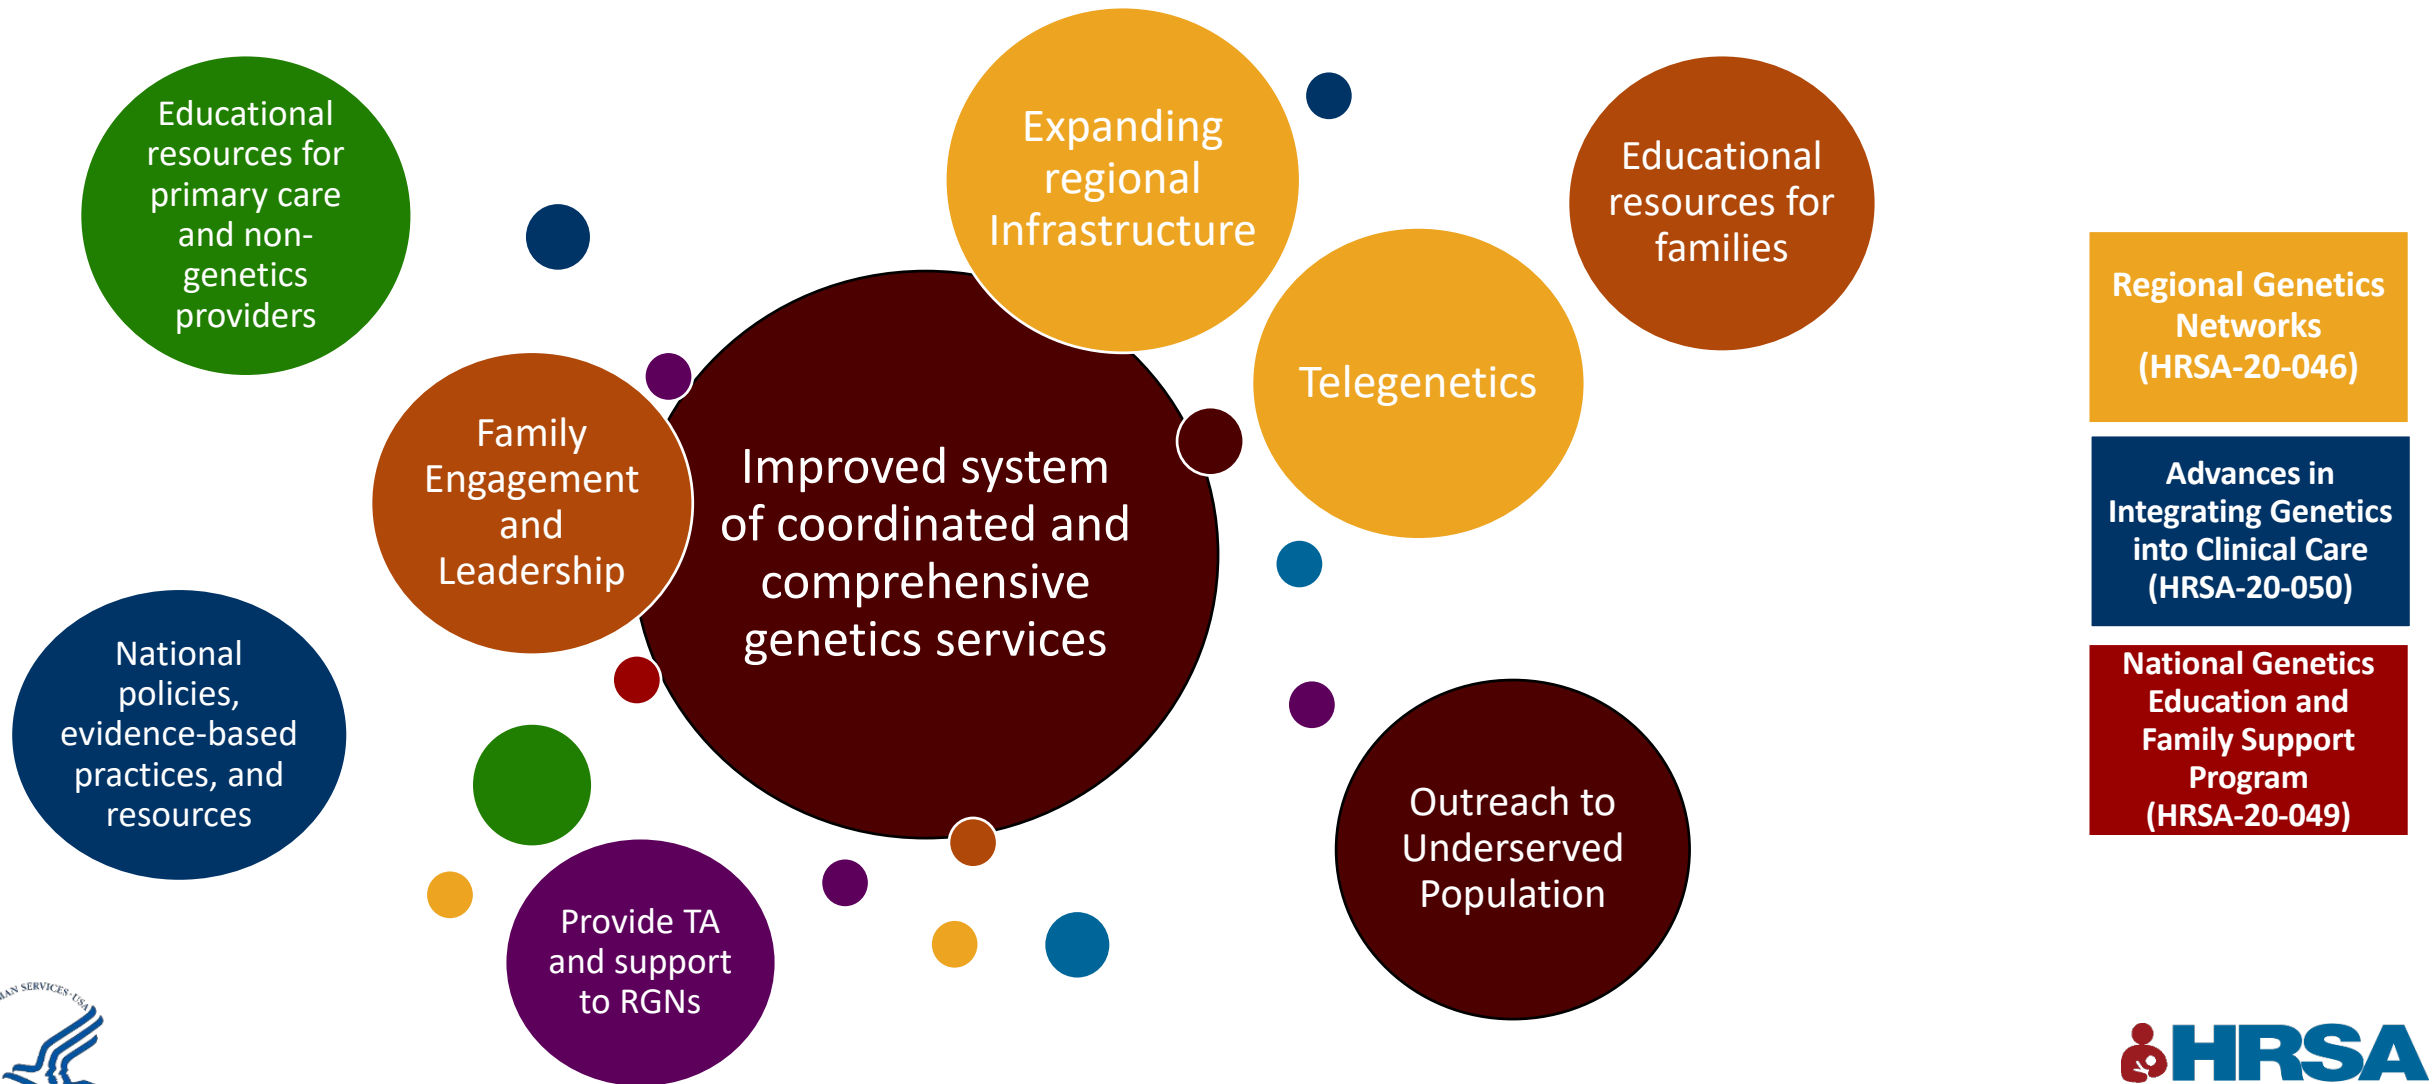 Educational
resources for
primary care
and non-
genetics
providers
Expanding
regional
Infrastructure
Educational
resources for
families
Telegenetics
Family
Engagement
and
Leadership
Improved system
of coordinated and
comprehensive
genetics services
National
policies,
evidence-based
practices, and
resources
Provide TA
and support
to RGNs
Outreach to
Underserved
Population
Regional Genetics
Networks
(HRSA-20-046)
Advances in
Integrating Genetics
into Clinical Care
(HRSA-20-050)
National Genetics
Education and
Family Support
Program
(HRSA-20-049)
SERVICES·USA
HRSA